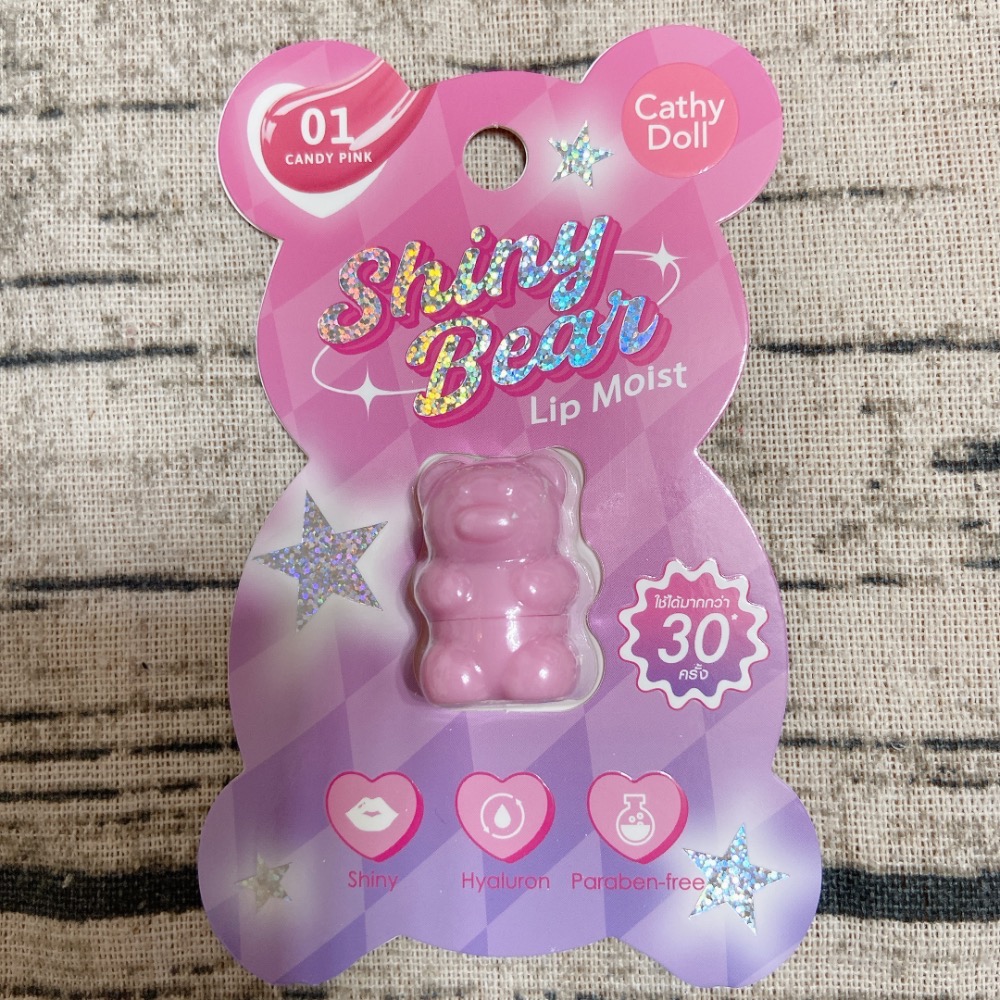 01
CANDY PINK
Cathy
Doll
Shiny
Bear
Lip Moist
ใช้ได้มากกว่า
30*
ครั้ง
Shiny
Hyaluron
Paraben-free